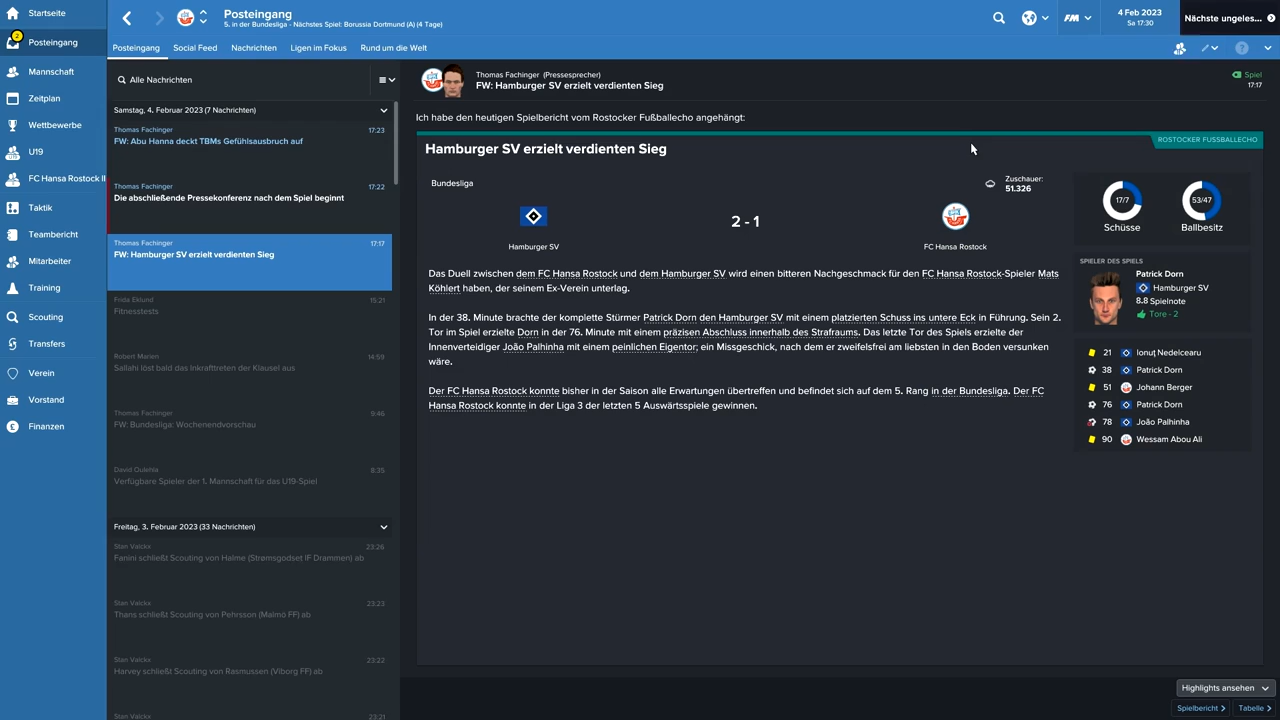 Startseite
2
Posteingang
Mannschaft
Zeitplan
Wettbewerbe
U19
FC Hansa Rostock II
Taktik
Teambericht
Mitarbeiter
Training
Scouting
Transfers
Verein
Vorstand
Finanzen
Posteingang
5. in der Bundesliga - Nächstes Spiel: Borussia Dortmund (A) (4 Tage)
FM
4 Feb 2023
Sa 17:30
Nächste ungeles...
Posteingang
Social Feed
Nachrichten
Ligen im Fokus
Rund um die Welt
Alle Nachrichten
Samstag, 4. Februar 2023 (7 Nachrichten)
Thomas Fachinger 17:23
FW: Abu Hanna deckt TBMs Gefühlsausbruch auf
Thomas Fachinger 17:22
Die abschließende Pressekonferenz nach dem Spiel beginnt
Thomas Fachinger 17:17
FW: Hamburger SV erzielt verdienten Sieg
Frida Eklund 15:21
Fitnesstests
Robert Marien 14:59
Sallahi löst bald das Inkrafttreten der Klausel aus
Thomas Fachinger 9:46
FW: Bundesliga: Wochenendvorschau
David Oulehla 8:35
Verfügbare Spieler der 1. Mannschaft für das U19-Spiel
Freitag, 3. Februar 2023 (33 Nachrichten)
Stan Valckx 23:26
Fanini schließt Scouting von Halme (Strømsgodset IF Drammen) ab
Stan Valckx 23:23
Thans schließt Scouting von Pehrsson (Malmö FF) ab
Stan Valckx 23:22
Harvey schließt Scouting von Rasmussen (Viborg FF) ab
Stan Valckx 23:21
Thomas Fachinger (Pressesprecher)
FW: Hamburger SV erzielt verdienten Sieg
Spiel
17:17
Ich habe den heutigen Spielbericht vom Rostocker Fußballecho angehängt:
ROSTOCKER FUSSBALLECHO
Hamburger SV erzielt verdienten Sieg
Bundesliga
Zuschauer:
51.326
2 - 1
Hamburger SV
FC Hansa Rostock
Das Duell zwischen dem FC Hansa Rostock und dem Hamburger SV wird einen bitteren Nachgeschmack für den FC Hansa Rostock-Spieler Mats
Köhlert haben, der seinem Ex-Verein unterlag.
In der 38. Minute brachte der komplette Stürmer Patrick Dorn den Hamburger SV mit einem platzierten Schuss ins untere Eck in Führung. Sein 2.
Tor im Spiel erzielte Dorn in der 76. Minute mit einem präzisen Abschluss innerhalb des Strafraums. Das letzte Tor des Spiels erzielte der
Innenverteidiger João Palhinha mit einem peinlichen Eigentor; ein Missgeschick, nach dem er zweifelsfrei am liebsten in den Boden versunken
wäre.
Der FC Hansa Rostock konnte bisher in der Saison alle Erwartungen übertreffen und befindet sich auf dem 5. Rang in der Bundesliga. Der FC
Hansa Rostock konnte in der Liga 3 der letzten 5 Auswärtsspiele gewinnen.
17/7
Schüsse
53/47
Ballbesitz
SPIELER DES SPIELS
Patrick Dorn
Hamburger SV
8.8 Spielnote
Tore - 2
21 Ionuț Nedelcearu
38 Patrick Dorn
51 Johann Berger
76 Patrick Dorn
78 João Palhinha
90 Wessam Abou Ali
Highlights ansehen
Spielbericht
Tabelle